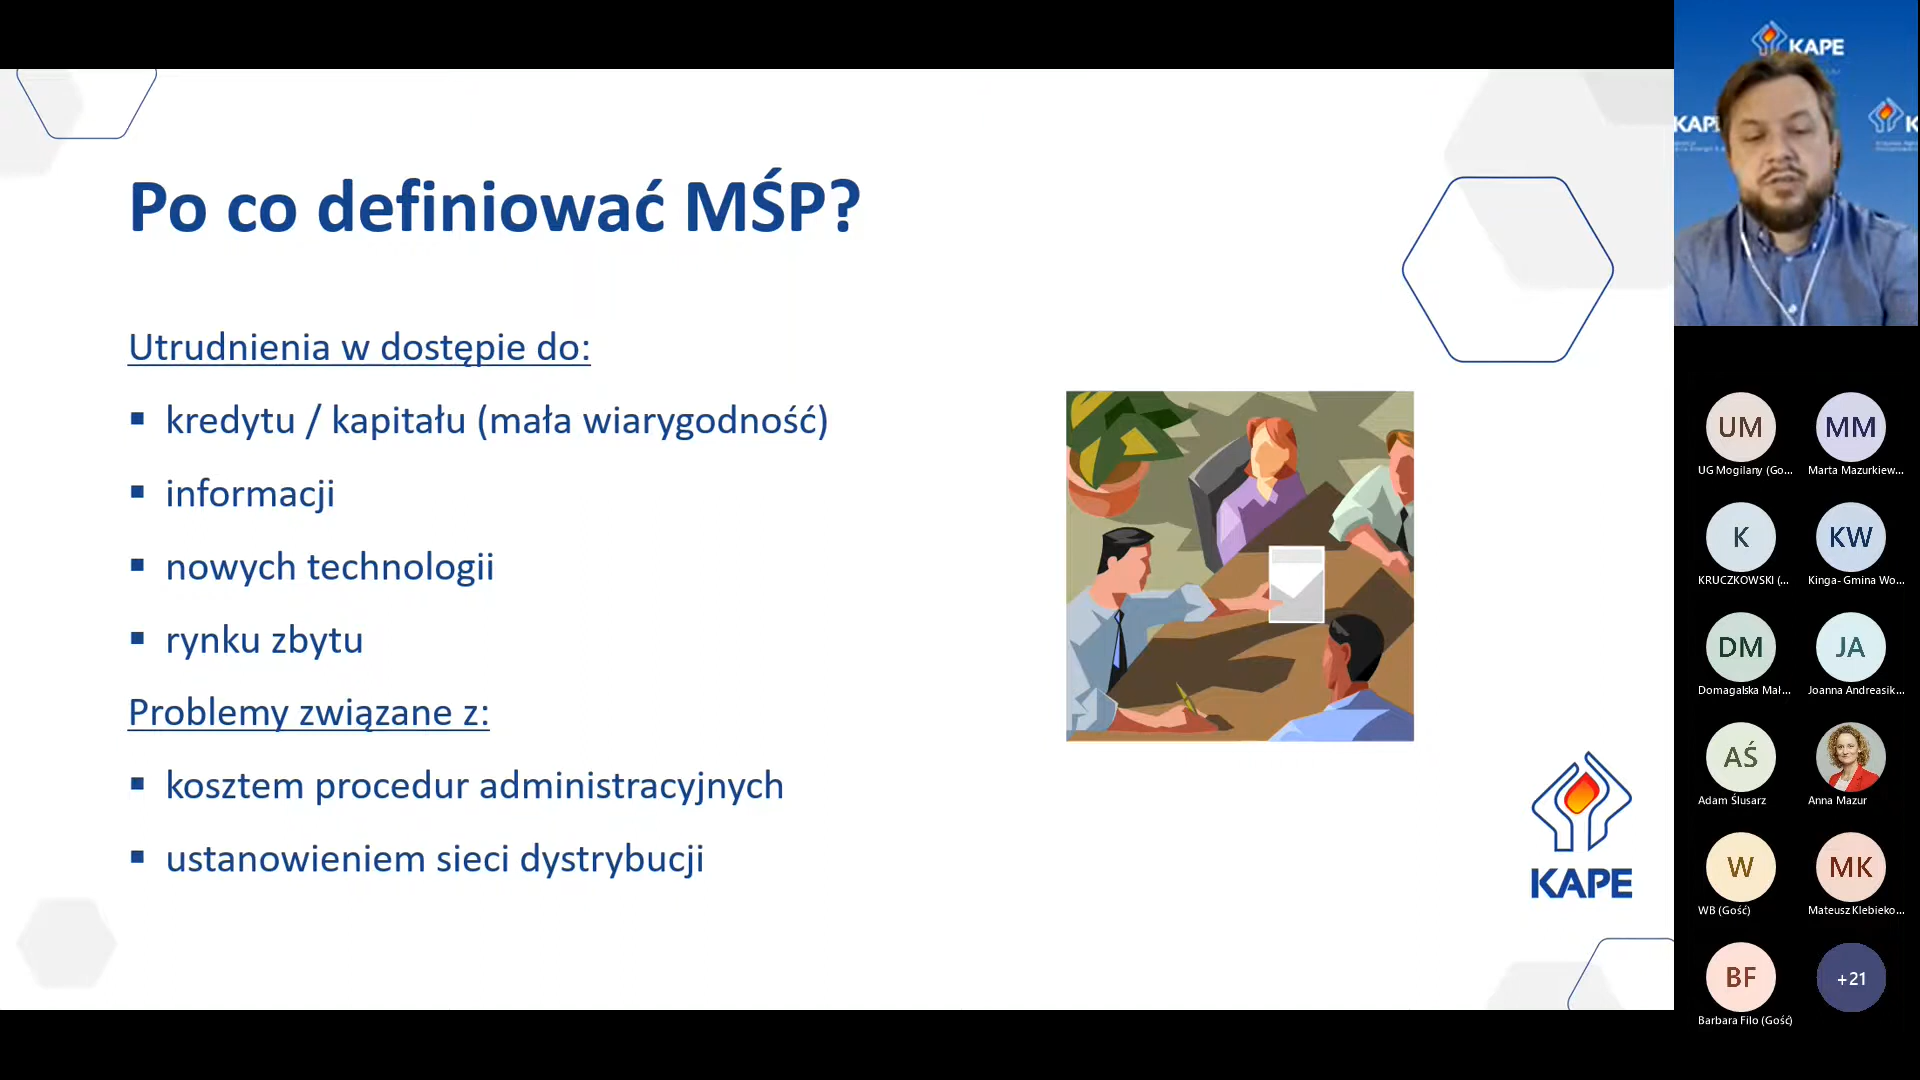 Po co definiować MŚP?
Utrudnienia w dostępie do:
▪ kredytu / kapitału (mała wiarygodność)
▪ informacji
▪ nowych technologii
▪ rynku zbytu
Problemy związane z:
▪ kosztem procedur administracyjnych
▪ ustanowieniem sieci dystrybucji
KAPE
KAPE
KAPE
K
UM
MM
UG Mogilany (Go...
Marta Mazurkiew...
K
KW
KRUCZKOWSKI (...
Kinga- Gmina Wo...
DM
JA
Domagalska Mał...
Joanna Andreasik...
AŚ
Adam Ślusarz
Anna Mazur
W
MK
WB (Gość)
Mateusz Klebieko...
BF
+21
Barbara Filo (Gość)